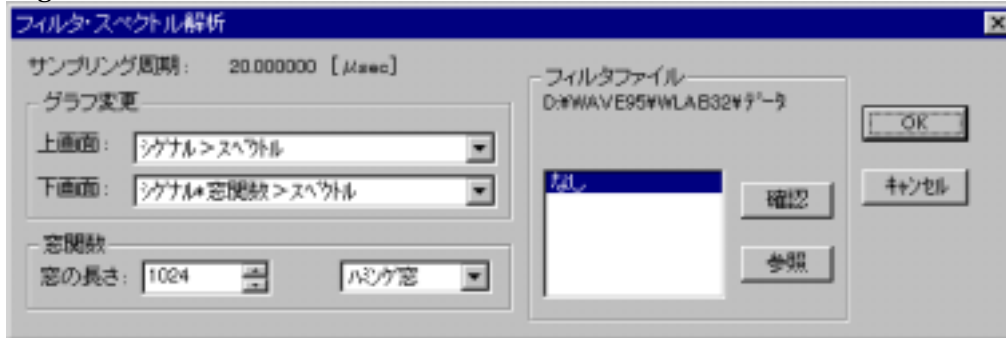 フィルタ・スペクトル解析
サンプリング周期: 20.000000 [μsec]
グラフ変更
上画面: シグナル>スペクトル
下画面: シグナル*窓関数>スペクトル
窓関数
窓の長さ: 1024 ハミング窓
フィルタファイル
D:¥WAVE95¥WLAB32¥データ
なし
確認
参照
OK
キャンセル